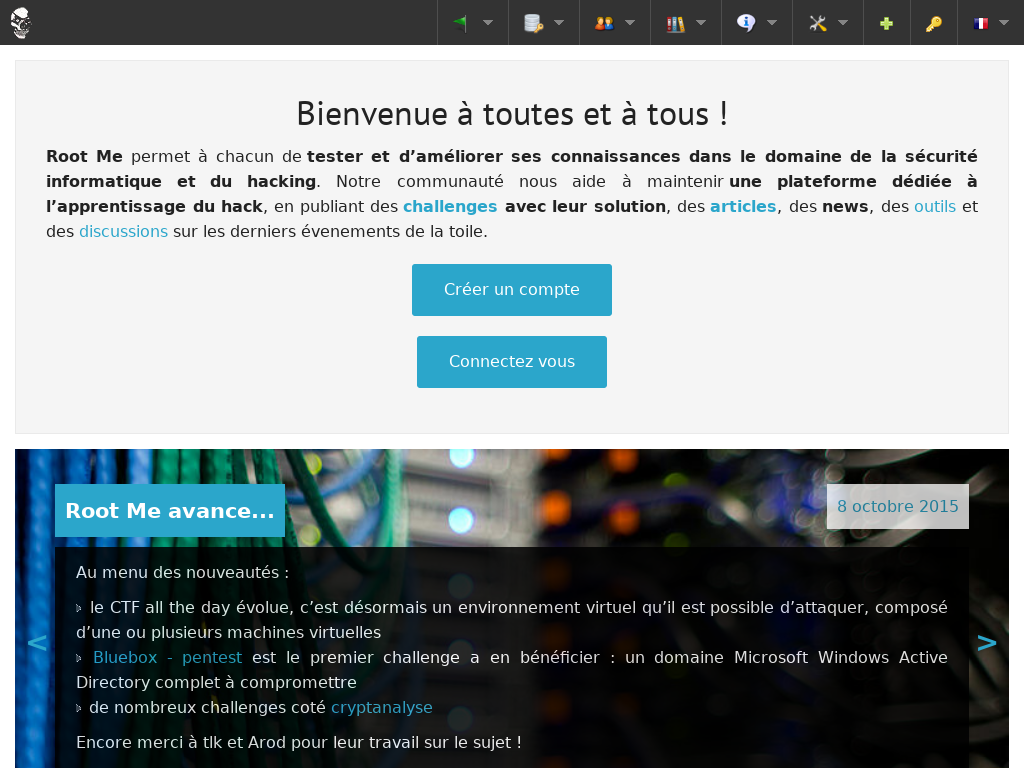 Bienvenue à toutes et à tous !
Root Me permet à chacun de tester et d’améliorer ses connaissances dans le domaine de la sécurité
informatique et du hacking. Notre communauté nous aide à maintenir une plateforme dédiée à
l’apprentissage du hack, en publiant des challenges avec leur solution, des articles, des news, des outils et
des discussions sur les derniers évenements de la toile.
Créer un compte
Connectez vous
Root Me avance...
8 octobre 2015
Au menu des nouveautés :
le CTF all the day évolue, c’est désormais un environnement virtuel qu’il est possible d’attaquer, composé
d’une ou plusieurs machines virtuelles
<
>
Bluebox - pentest est le premier challenge a en bénéficier : un domaine Microsoft Windows Active
Directory complet à compromettre
de nombreux challenges coté cryptanalyse
Encore merci à tlk et Arod pour leur travail sur le sujet !